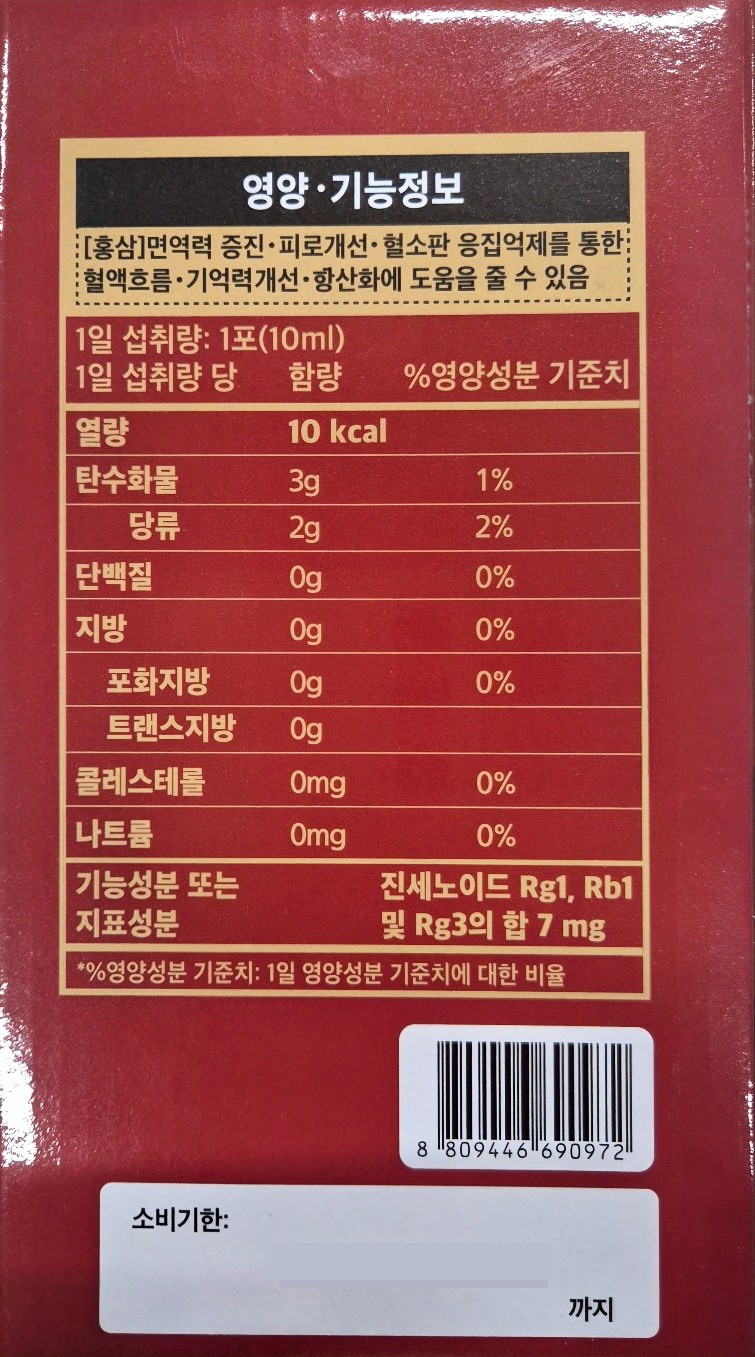 영양·기능정보
[홍삼]면역력 증진·피로개선·혈소판 응집억제를 통한
혈액흐름·기억력개선·항산화에 도움을 줄 수 있음
1일 섭취량: 1포(10ml)
1일 섭취량 당 함량 %영양성분 기준치
열량 10 kcal
탄수화물 3g 1%
당류 2g 2%
단백질 0g 0%
지방 0g 0%
포화지방 0g 0%
트랜스지방 0g
콜레스테롤 0mg 0%
나트륨 0mg 0%
기능성분 또는 진세노이드 Rg1, Rb1
지표성분 및 Rg3의 합 7 mg
*%영양성분 기준치: 1일 영양성분 기준치에 대한 비율
8 809446 690972
소비기한:
까지